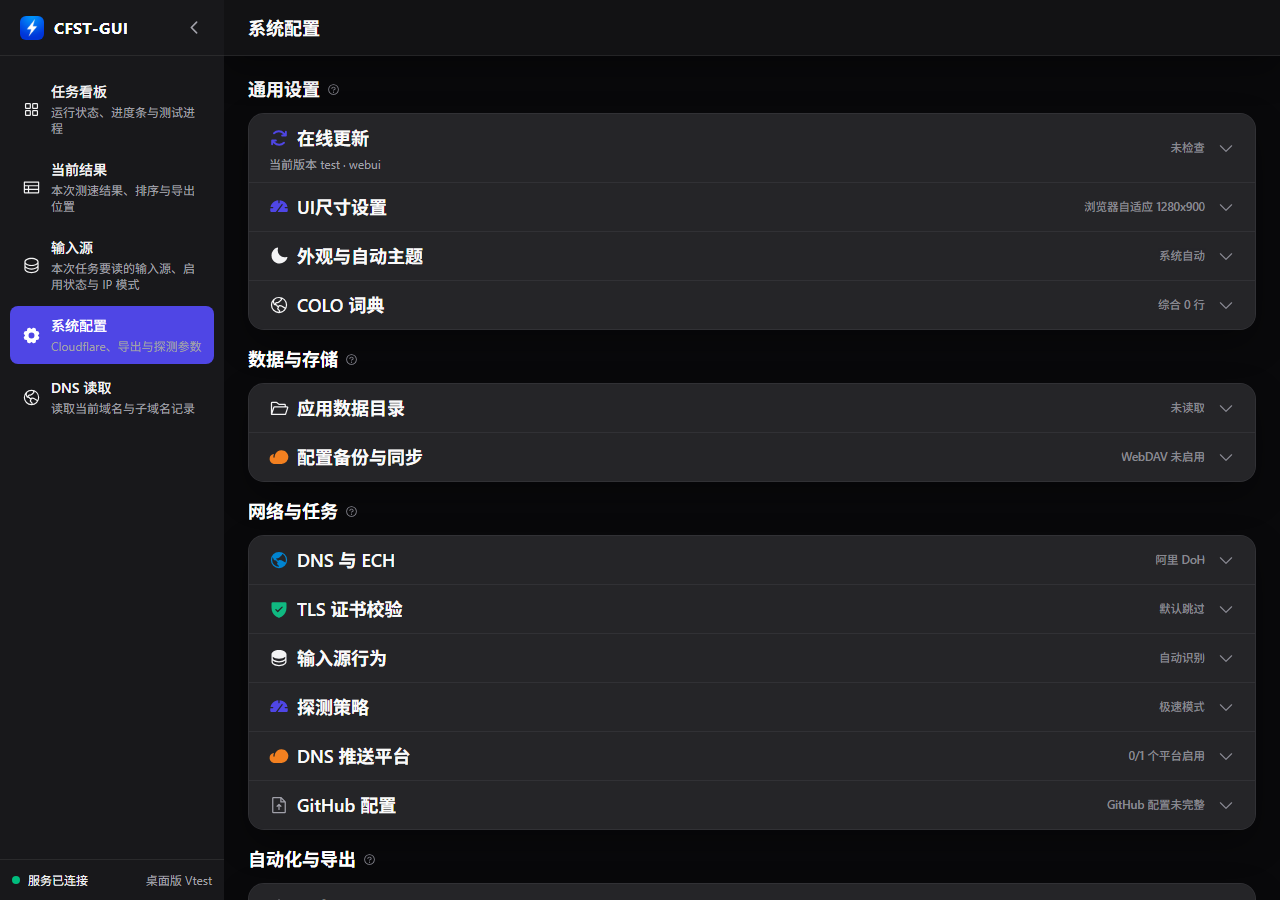 CFST-GUI
任务看板
运行状态、进度条与测试进
程
当前结果
本次测速结果、排序与导出
位置
输入源
本次任务要读的输入源、启
用状态与 IP 模式
系统配置
Cloudflare、导出与探测参数
DNS 读取
读取当前域名与子域名记录
服务已连接
桌面版 Vtest
系统配置
通用设置
在线更新
当前版本 test · webui
未检查
UI尺寸设置
浏览器自适应 1280x900
外观与自动主题
系统自动
COLO 词典
综合 0 行
数据与存储
应用数据目录
未读取
配置备份与同步
WebDAV 未启用
网络与任务
DNS 与 ECH
阿里 DoH
TLS 证书校验
默认跳过
输入源行为
自动识别
探测策略
极速模式
DNS 推送平台
0/1 个平台启用
GitHub 配置
GitHub 配置未完整
自动化与导出